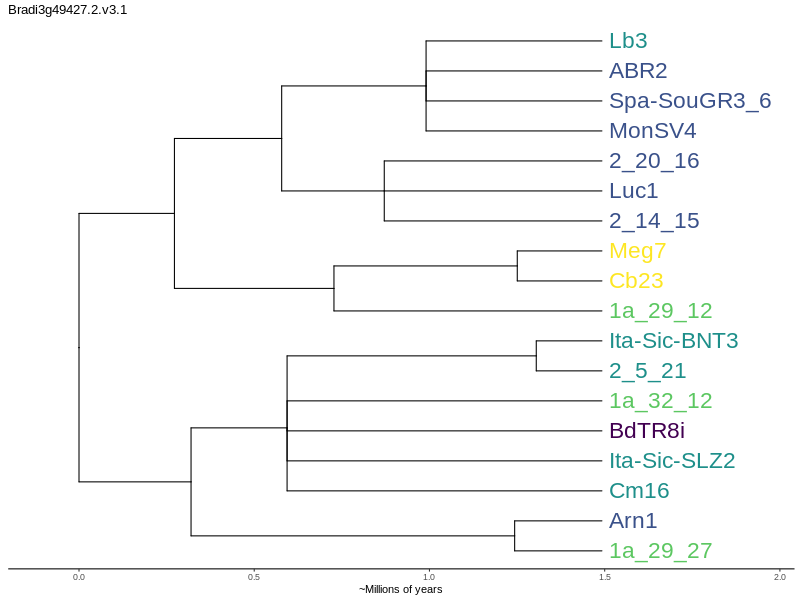 Bradi3g49427.2.v3.1
Lb3
ABR2
Spa-SouGR3_6
MonSV4
2_20_16
Luc1
2_14_15
Meg7
Cb23
1a_29_12
Ita-Sic-BNT3
2_5_21
1a_32_12
BdTR8i
Ita-Sic-SLZ2
Cm16
Arn1
1a_29_27
0.0 0.5 1.0 1.5 2.0
~Millions of years